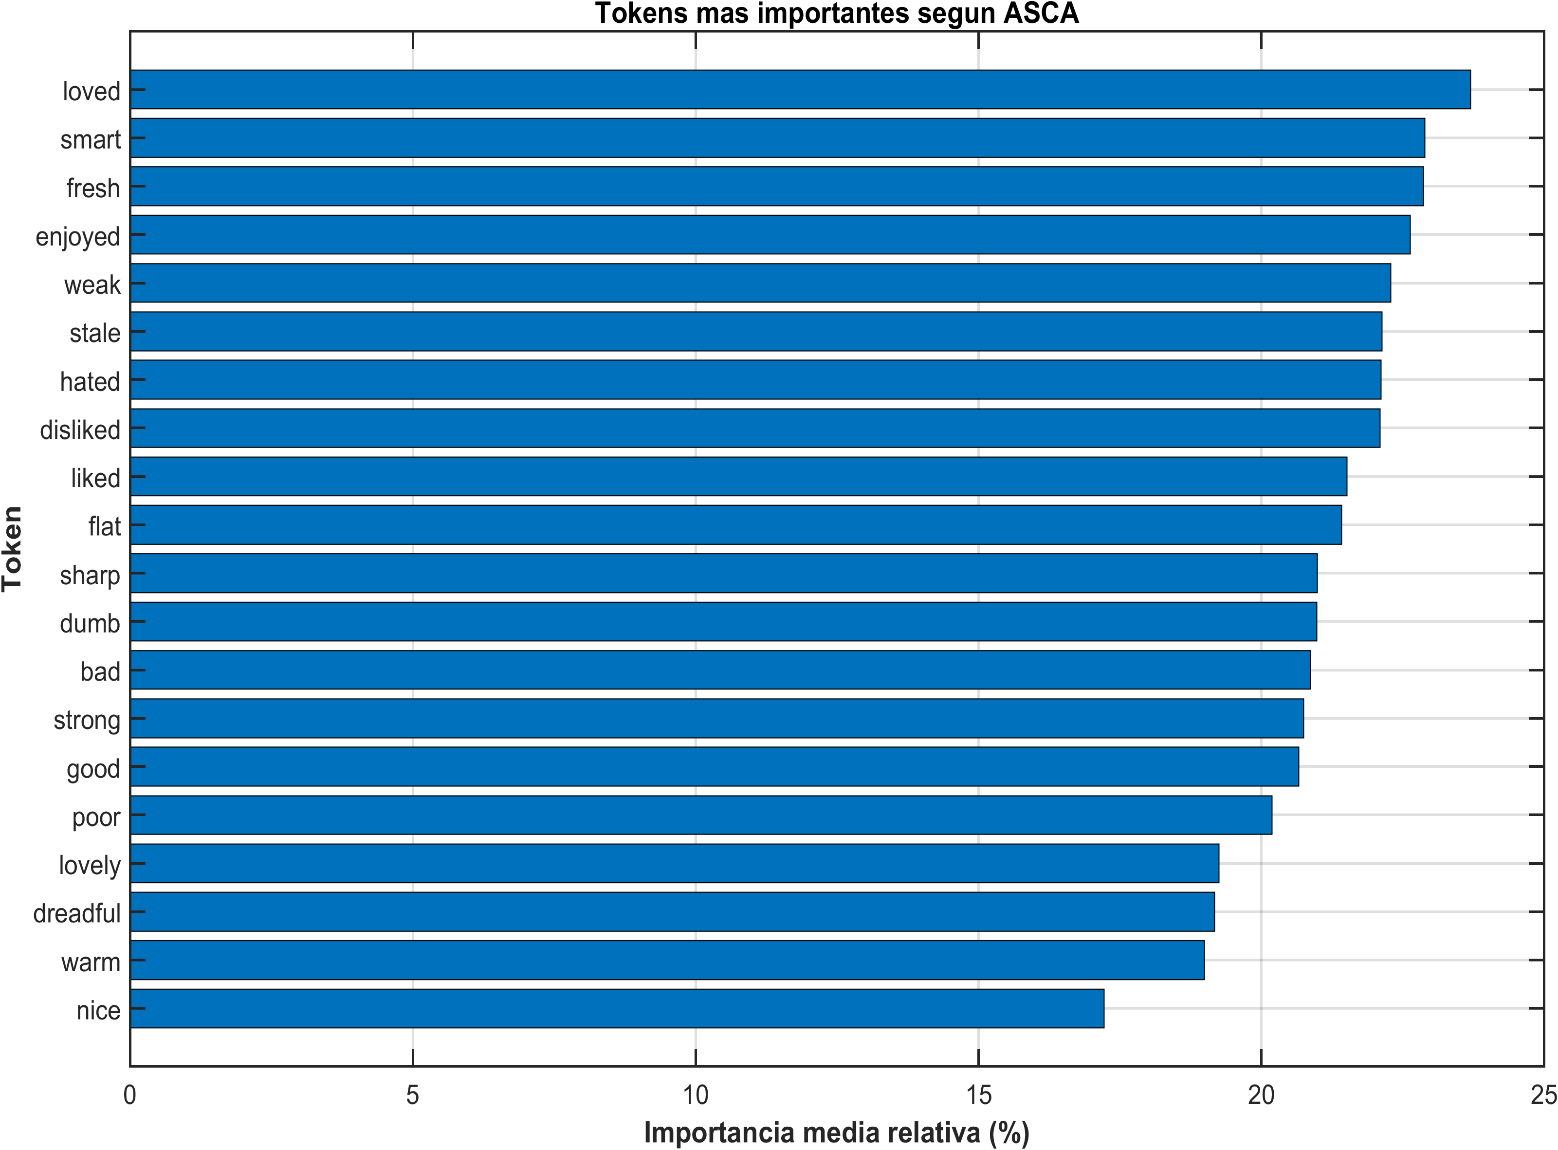 Tokens mas importantes segun ASCA
loved
smart
fresh
enjoyed
weak
stale
hated
disliked
liked
flat
sharp
dumb
bad
strong
good
poor
lovely
dreadful
warm
nice
Token
0 5 10 15 20 25
Importancia media relativa (%)